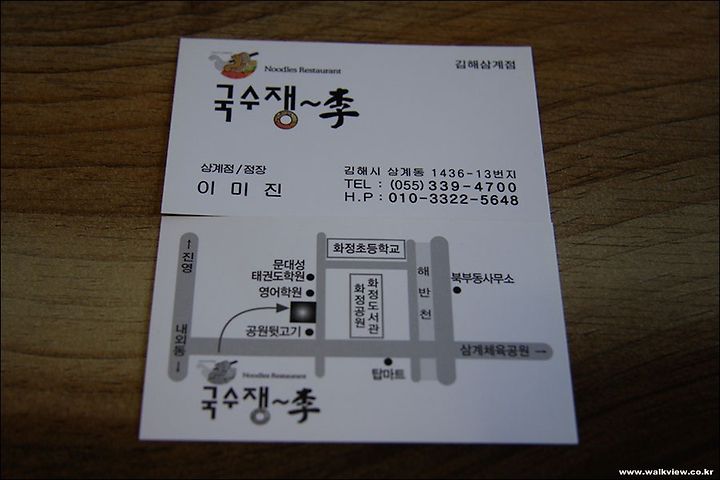 Noodles Restaurant
김해삼계점
국수쟁~李
삼계점/점장
이미진
김해시 삼계동 1436-13번지
TEL : (055) 339-4700
H.P : 010-3322-5648
↑
진영
내외동
↓
문대성
태권도학원
영어학원
공원뒷고기
화정초등학교
화정도서관
화정공원
해반천
북부동사무소
삼계체육공원 →
탑마트
Noodles Restaurant
국수쟁~李
www.walkview.co.kr